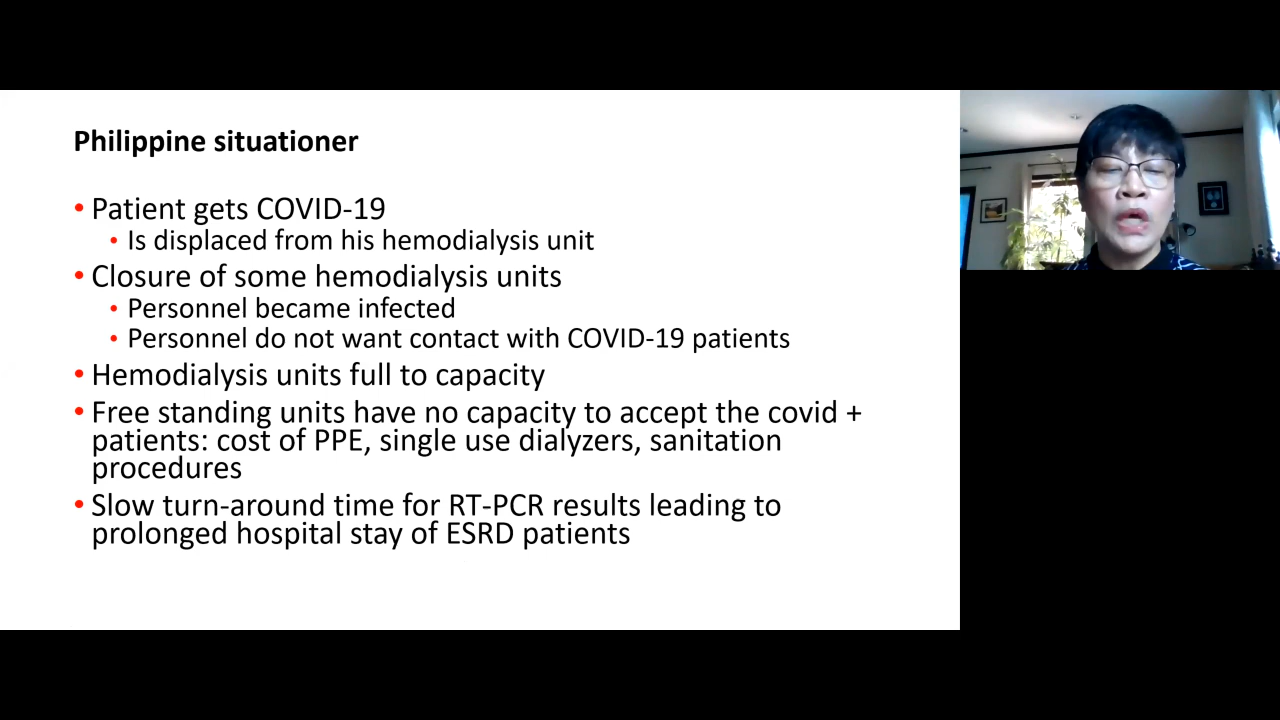 Philippine situationer
• Patient gets COVID-19
• Is displaced from his hemodialysis unit
• Closure of some hemodialysis units
• Personnel became infected
• Personnel do not want contact with COVID-19 patients
• Hemodialysis units full to capacity
• Free standing units have no capacity to accept the covid +
patients: cost of PPE, single use dialyzers, sanitation
procedures
• Slow turn-around time for RT-PCR results leading to
prolonged hospital stay of ESRD patients